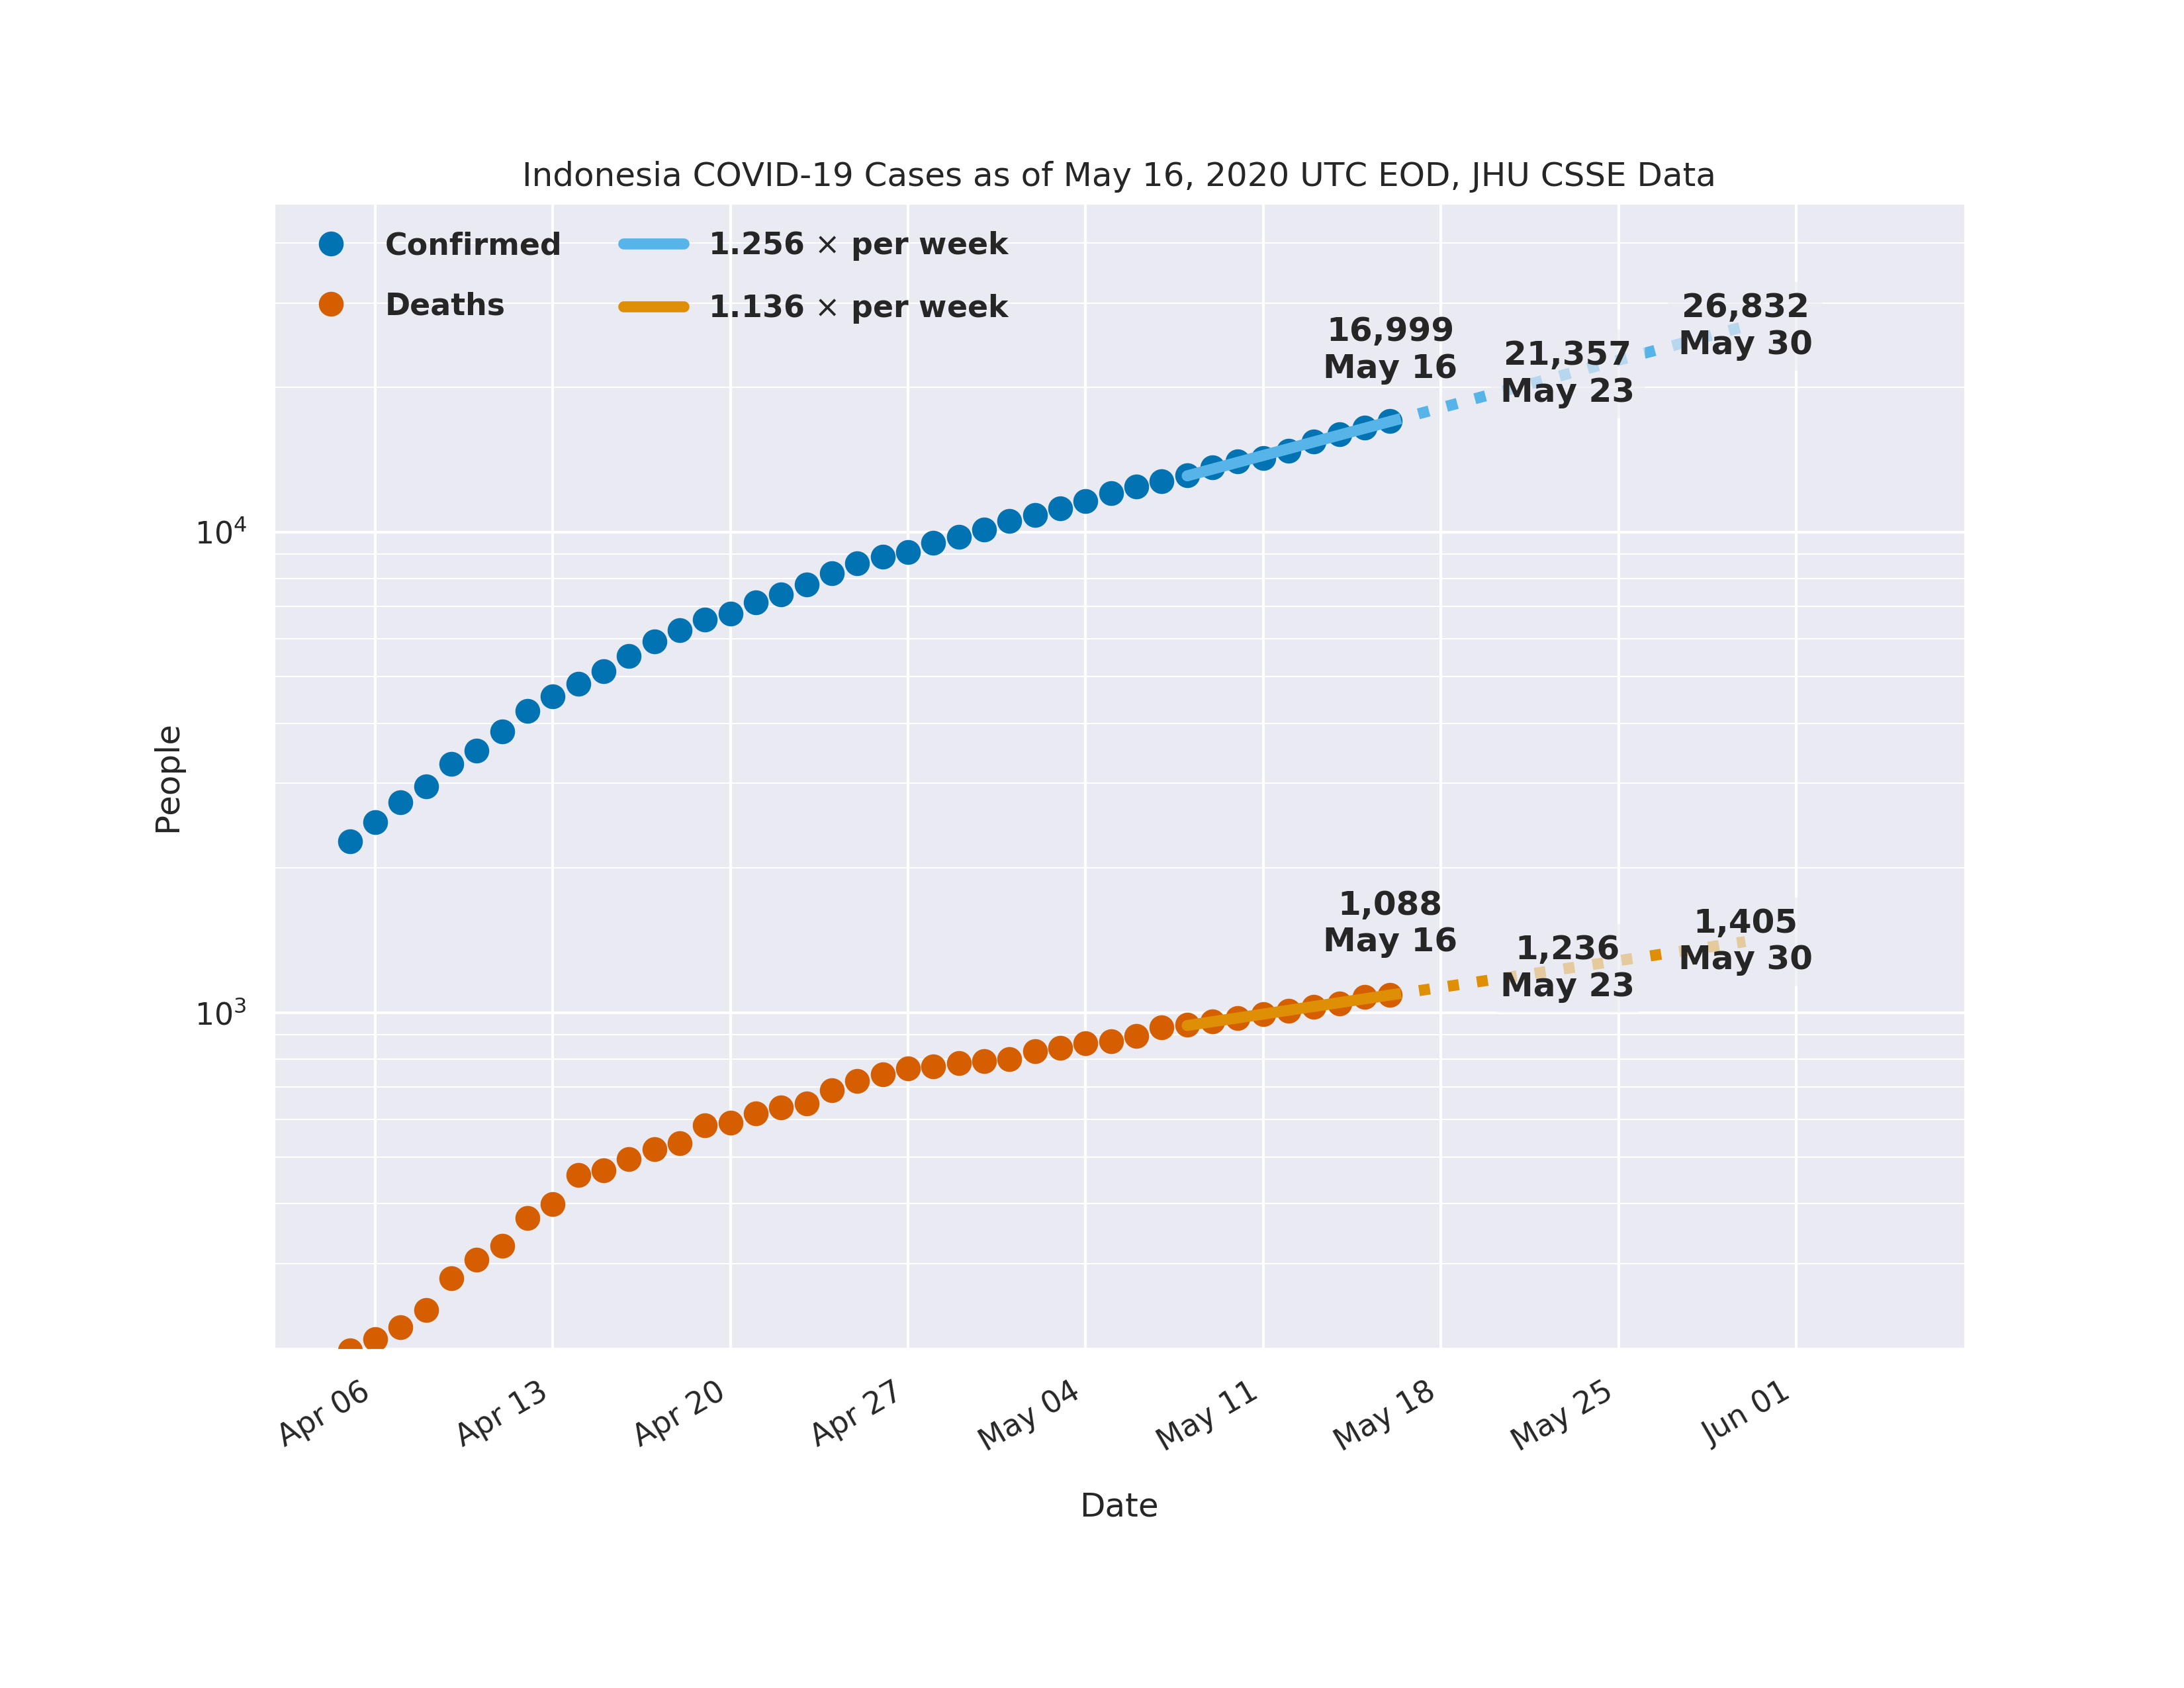 Indonesia COVID-19 Cases as of May 16, 2020 UTC EOD, JHU CSSE Data
Confirmed
Deaths
1.256 × per week
1.136 × per week
16,999
May 16
21,357
May 23
26,832
May 30
1,088
May 16
1,236
May 23
1,405
May 30
People
10⁴
10³
Apr 06
Apr 13
Apr 20
Apr 27
May 04
May 11
May 18
May 25
Jun 01
Date